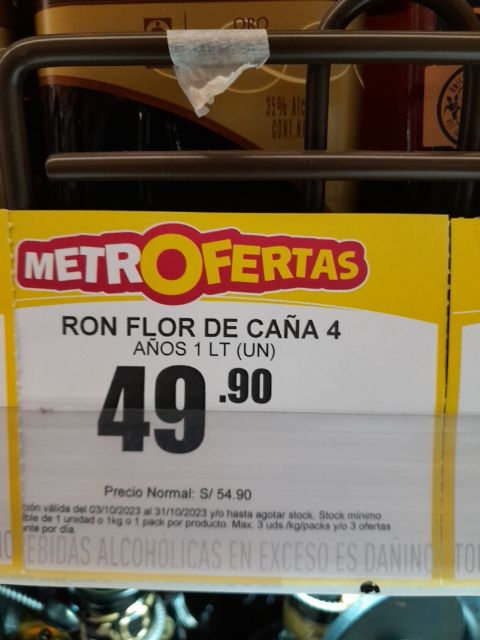 ORO
35% Alc
CONT.N
METROFERTAS
RON FLOR DE CAÑA 4
AÑOS 1 LT (UN)
49.90
Precio Normal: S/ 54.90
ción válida del 03/10/2023 al 31/10/2023 y/o hasta agotar stock. Stock mínimo
ible de 1 unidad o 1kg o 1 pack por producto. Max. 3 uds./kg/packs y/o 3 ofertas
nte por día.
BEBIDAS ALCOHÓLICAS EN EXCESO ES DAÑINO